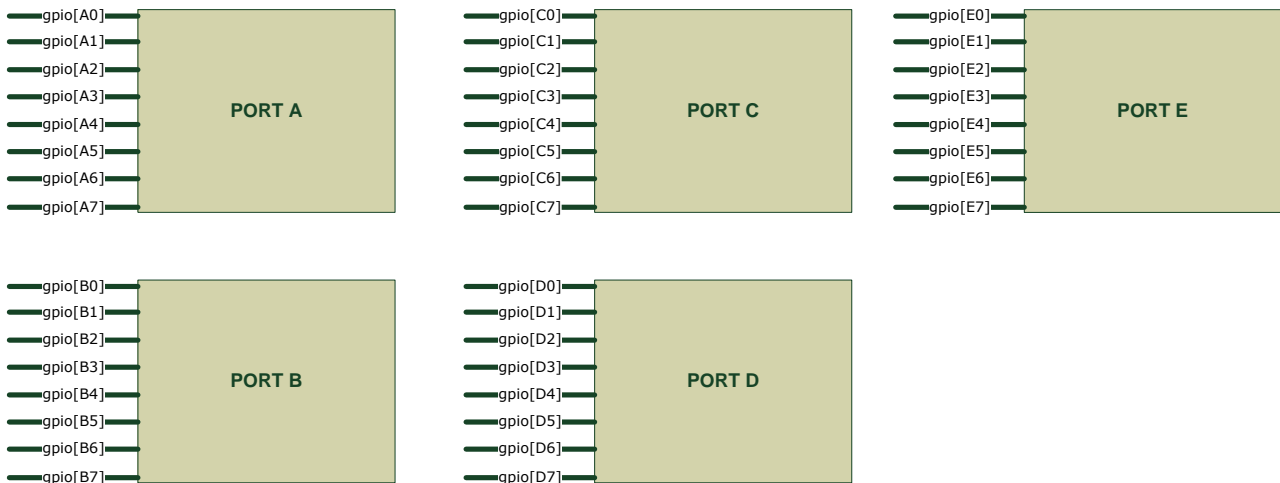 gpio[A0]
gpio[A1]
gpio[A2]
gpio[A3]
gpio[A4]
gpio[A5]
gpio[A6]
gpio[A7]
PORT A
gpio[C0]
gpio[C1]
gpio[C2]
gpio[C3]
gpio[C4]
gpio[C5]
gpio[C6]
gpio[C7]
PORT C
gpio[E0]
gpio[E1]
gpio[E2]
gpio[E3]
gpio[E4]
gpio[E5]
gpio[E6]
gpio[E7]
PORT E
gpio[B0]
gpio[B1]
gpio[B2]
gpio[B3]
gpio[B4]
gpio[B5]
gpio[B6]
gpio[B7]
PORT B
gpio[D0]
gpio[D1]
gpio[D2]
gpio[D3]
gpio[D4]
gpio[D5]
gpio[D6]
gpio[D7]
PORT D